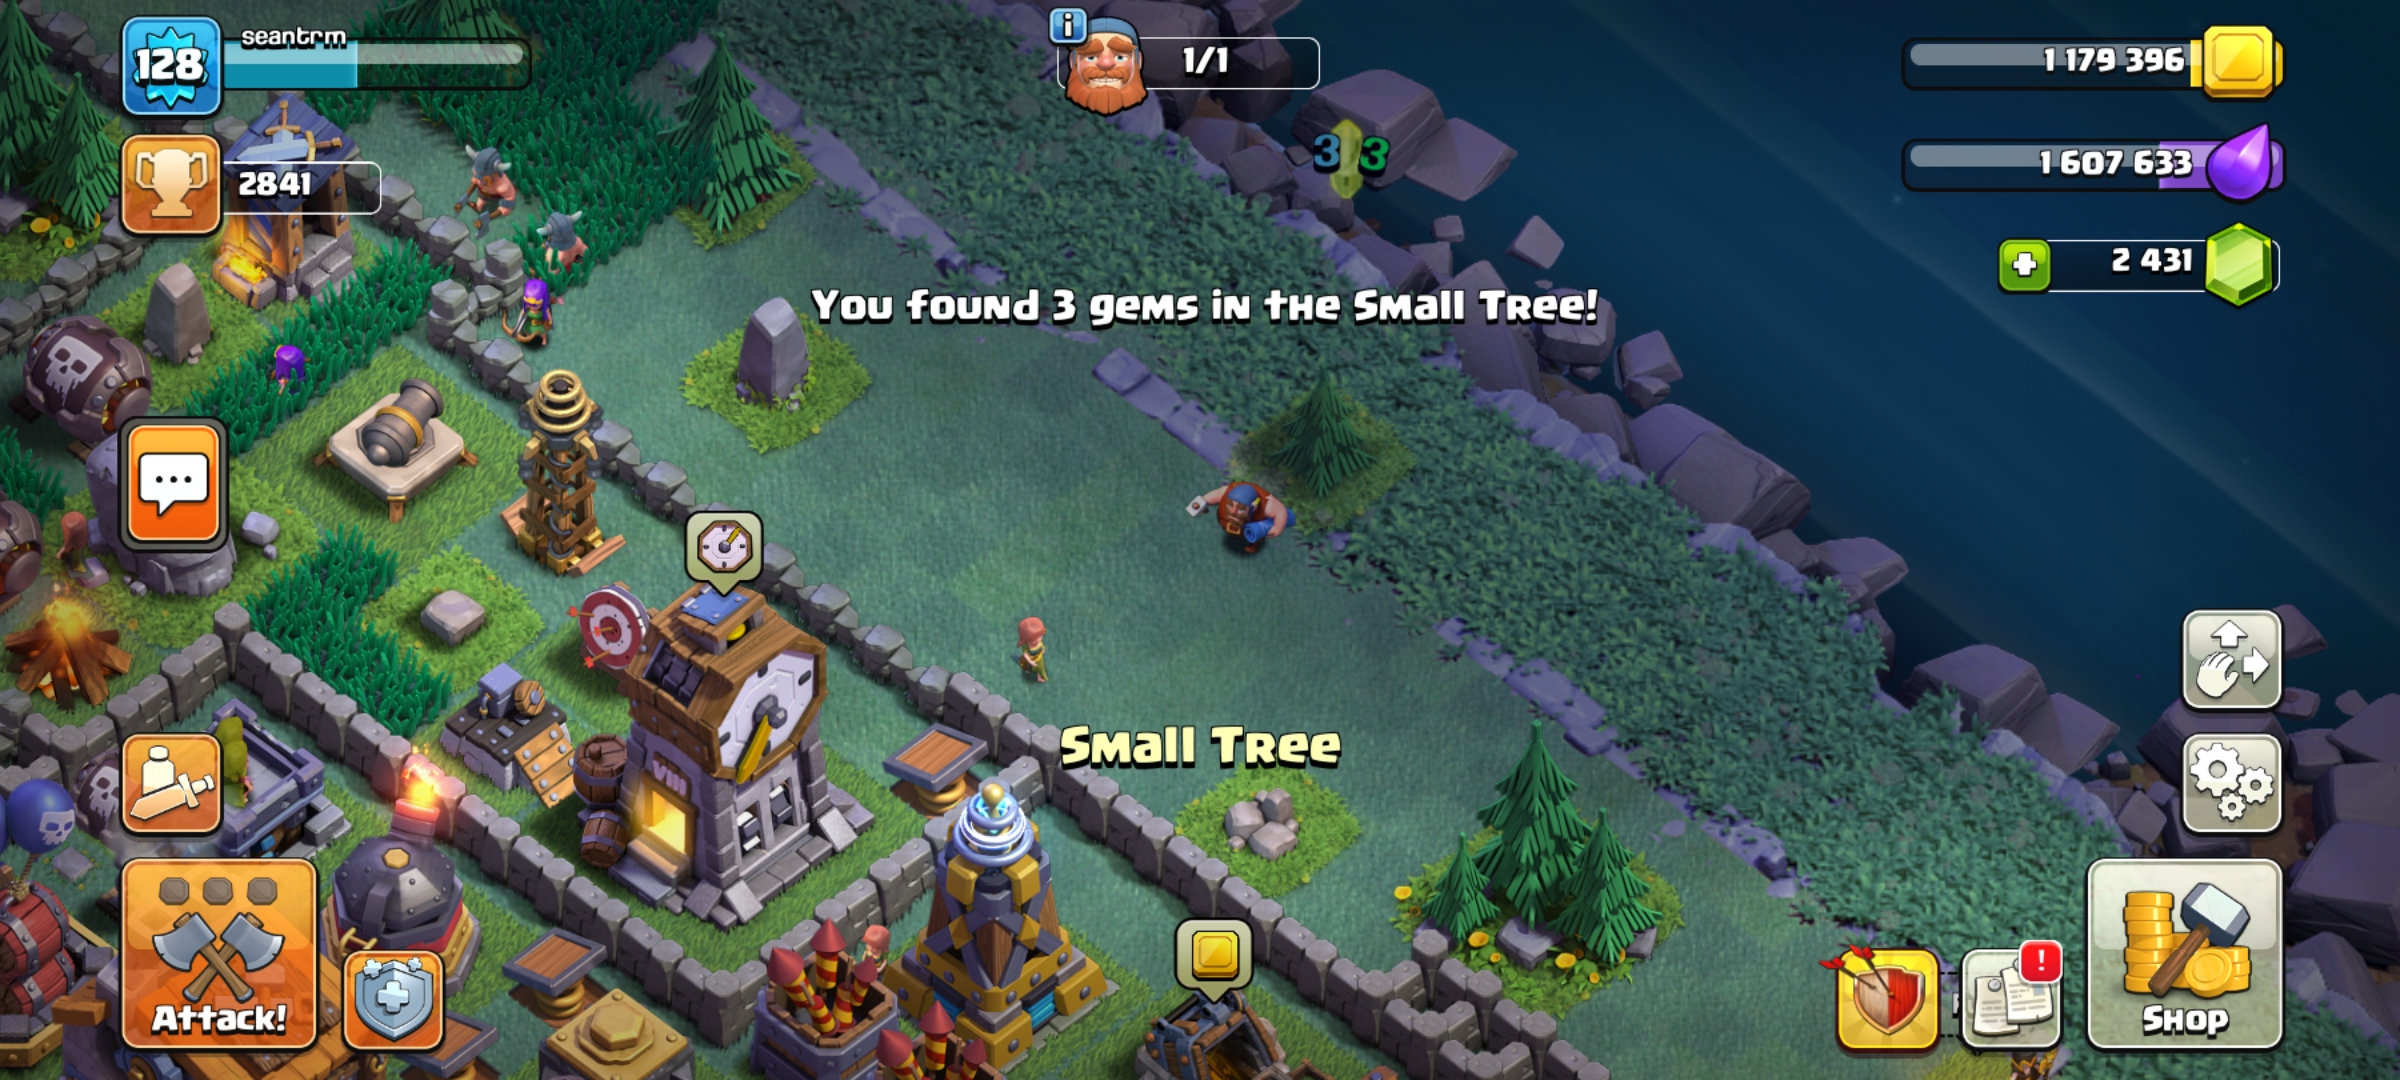 seantrm
128
1/1
1 179 396
2841
3 3
1 607 633
2 431
You found 3 gems in the Small Tree!
i
VIII
Small Tree
!
Attack!
Shop